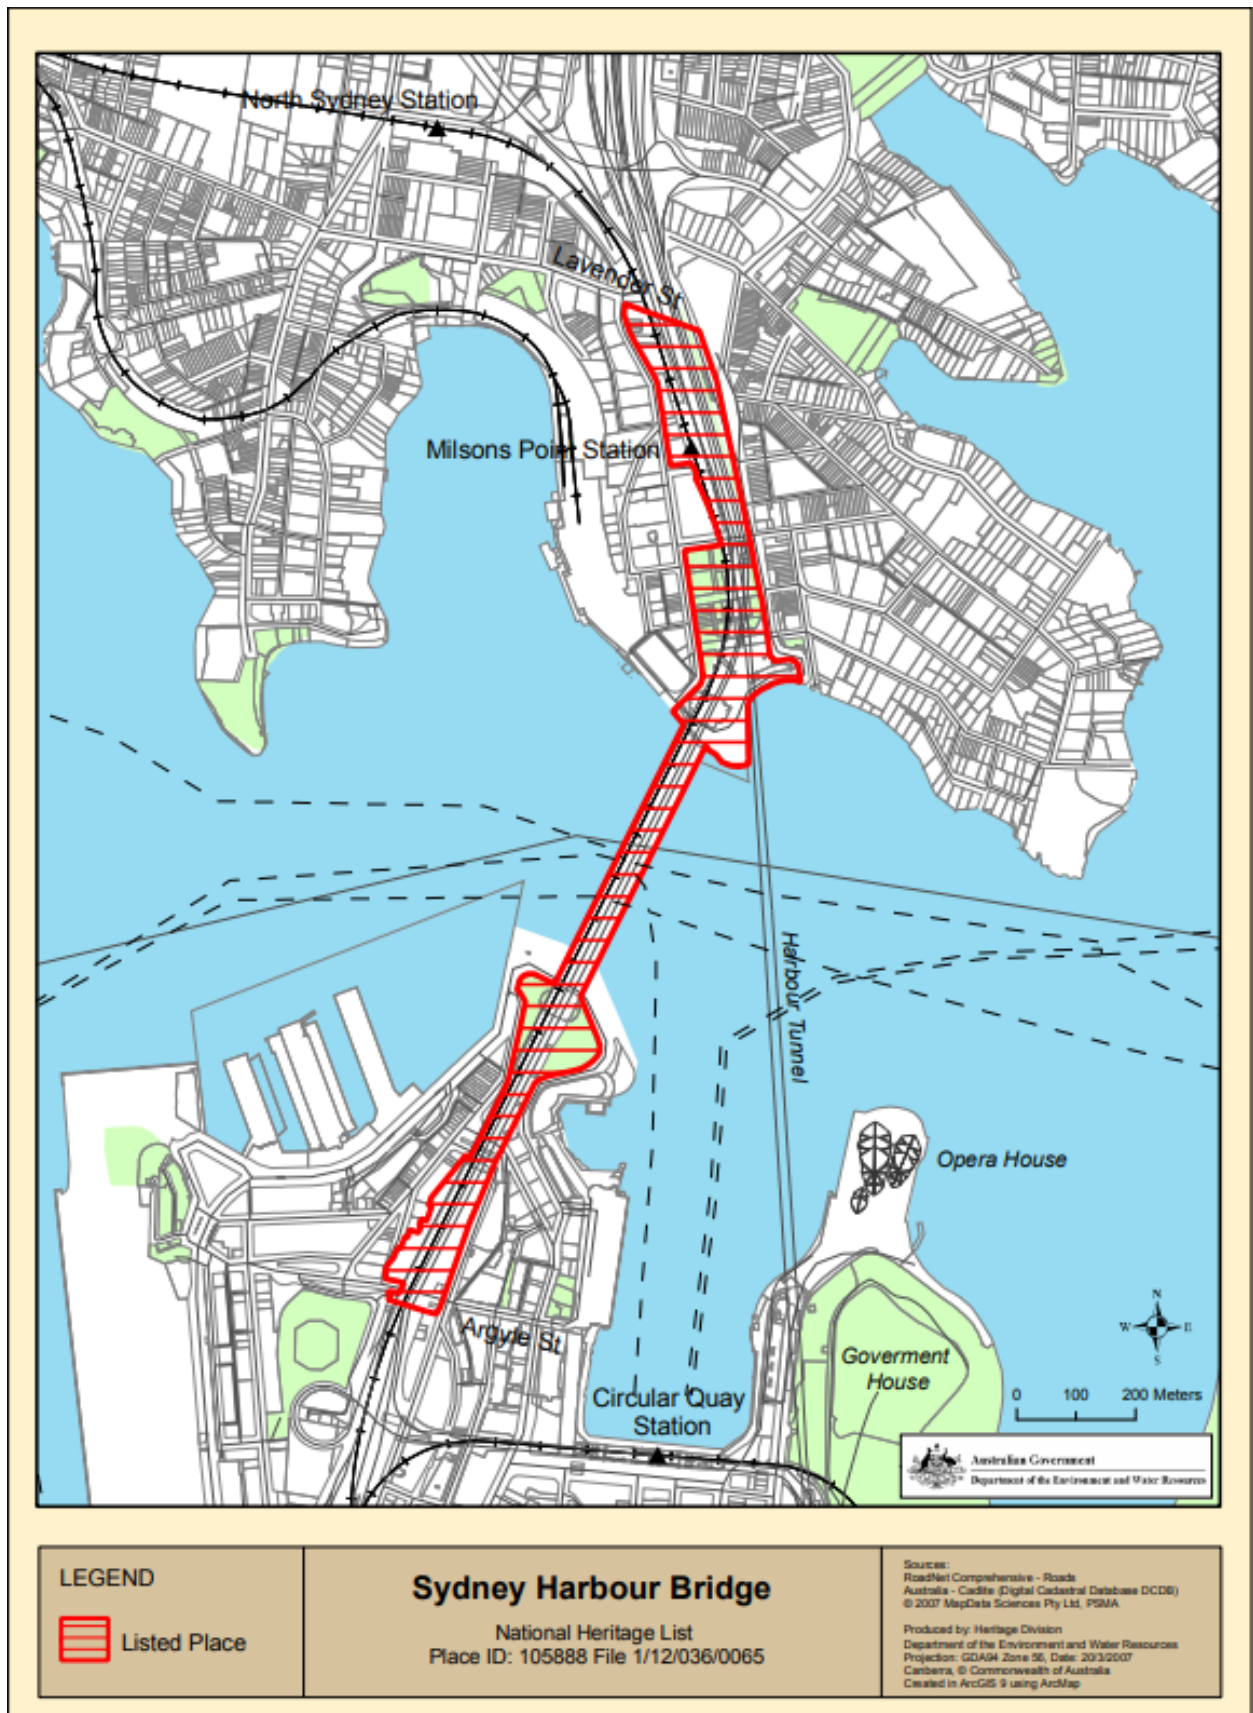 North Sydney Station
Lavender St
Milsons Point Station
Harbour Tunnel
Opera House
Argyle St
Goverment
House
Circular Quay
Station
N
W E
S
0 100 200 Meters
Australian Government
Department of the Environment and Water Resources
LEGEND
Listed Place
Sydney Harbour Bridge
National Heritage List
Place ID: 105888 File 1/12/036/0065
Sources:
RoadNet Comprehensive - Roads
Australia - Cadlite (Digital Cadastral Database DCDB)
© 2007 MapData Sciences Pty Ltd, PSMA
Produced by: Heritage Division
Department of the Environment and Water Resources
Projection: GDA94 Zone 56, Date: 20/3/2007
Canberra, © Commonwealth of Australia
Created in ArcGIS 9 using ArcMap